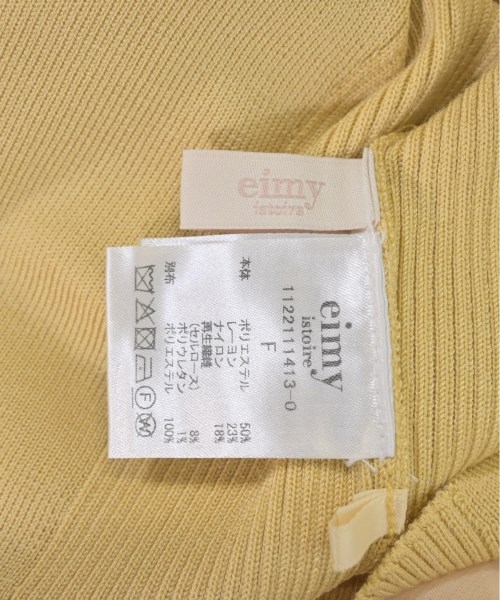 eimy
istoire
eimy
istoire
1122111413-0
F
本体 ポリエステル 50%
レーヨン 23%
ナイロン 18%
再生繊維
(セルロース) 8%
ポリウレタン 1%
別布 ポリエステル 100%
F
W